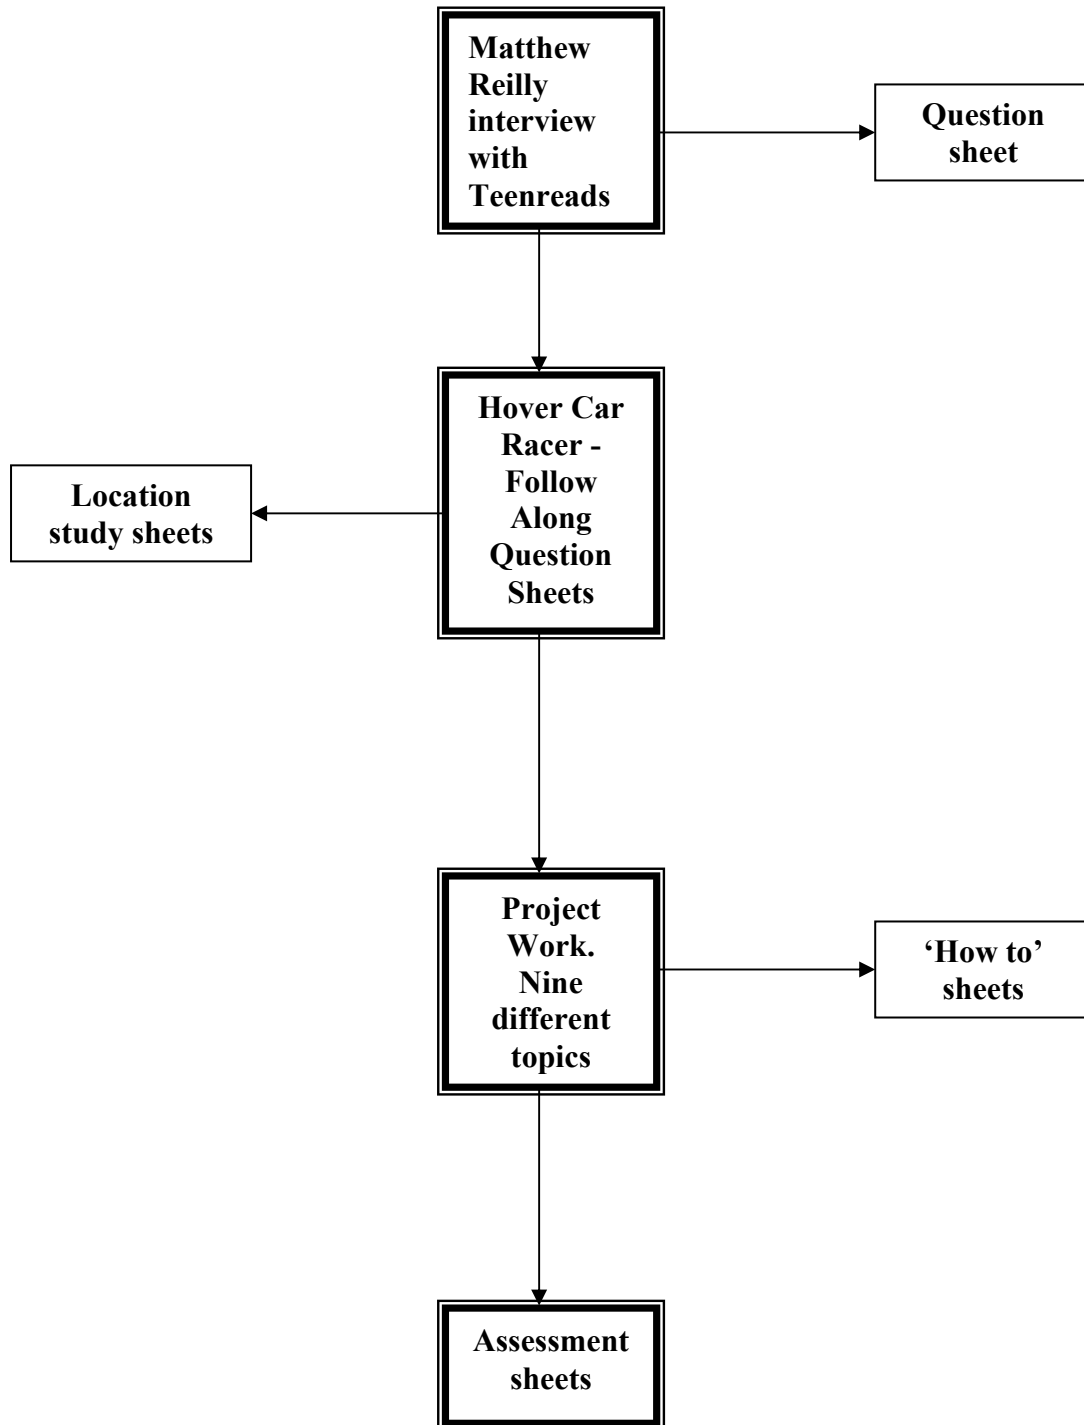 Matthew
Reilly
interview
with
Teenreads
Question
sheet
Hover Car
Racer -
Follow
Along
Question
Sheets
Location
study sheets
Project
Work.
Nine
different
topics
‘How to’
sheets
Assessment
sheets